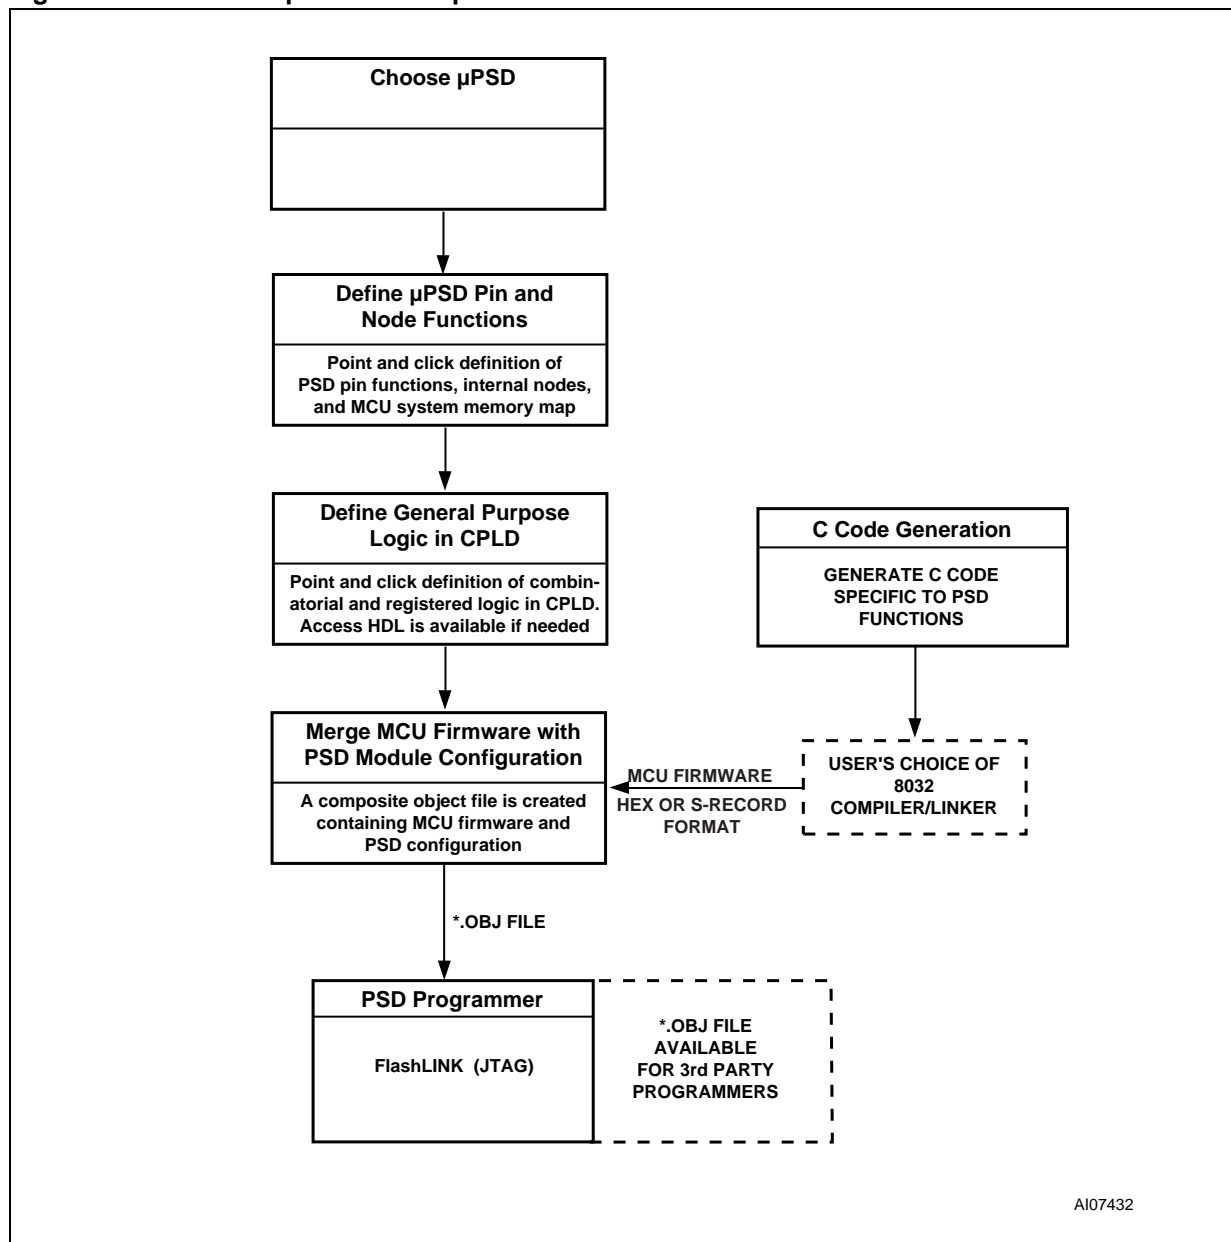 Choose µPSD
Define µPSD Pin and
Node Functions
Point and click definition of
PSD pin functions, internal nodes,
and MCU system memory map
Define General Purpose
Logic in CPLD
Point and click definition of combin-
atorial and registered logic in CPLD.
Access HDL is available if needed
C Code Generation
GENERATE C CODE
SPECIFIC TO PSD
FUNCTIONS
Merge MCU Firmware with
PSD Module Configuration
A composite object file is created
containing MCU firmware and
PSD configuration
MCU FIRMWARE
HEX OR S-RECORD
FORMAT
USER'S CHOICE OF
8032
COMPILER/LINKER
*.OBJ FILE
PSD Programmer
FlashLINK (JTAG)
*.OBJ FILE
AVAILABLE
FOR 3rd PARTY
PROGRAMMERS
AI07432